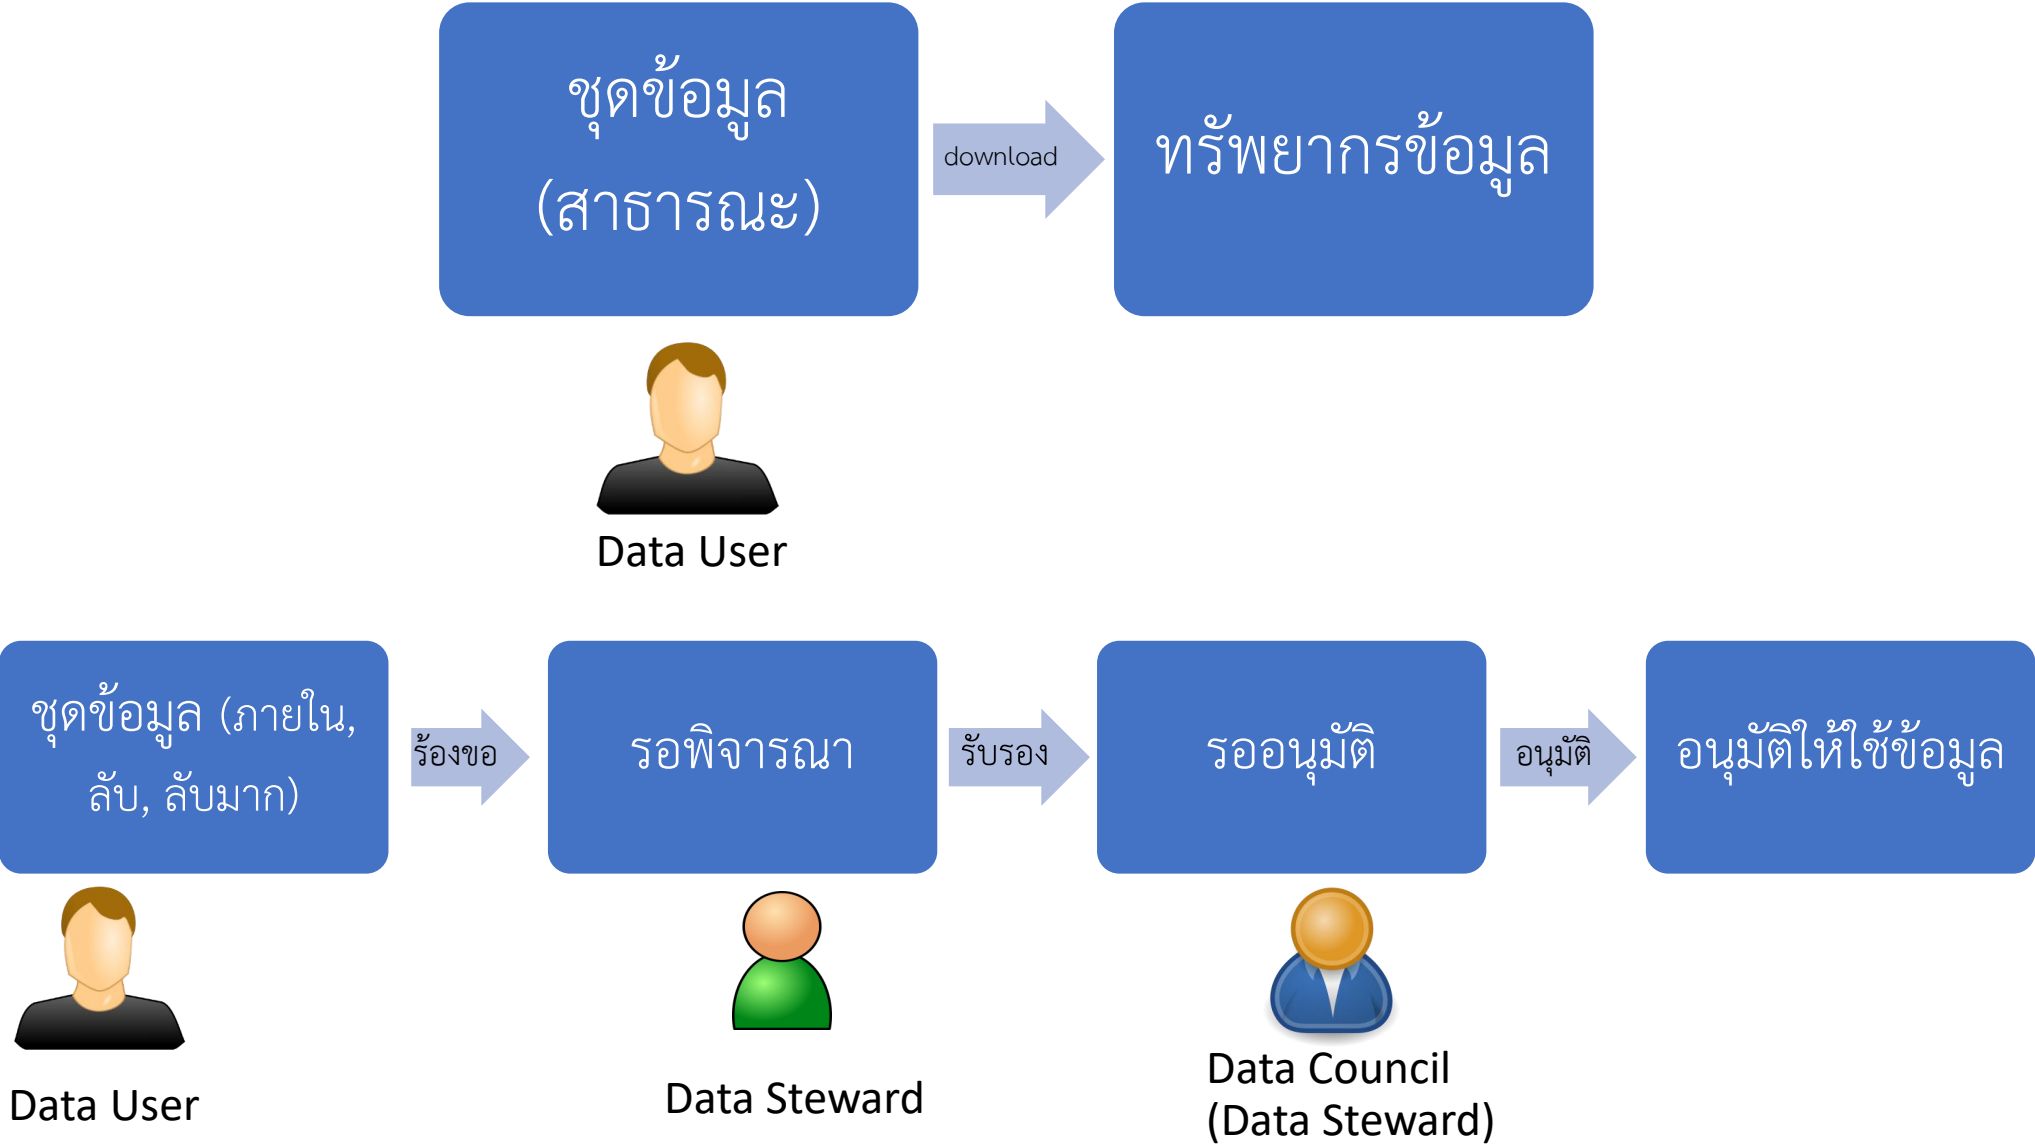 ชุดข้อมูล
(สาธารณะ)
download
ทรัพยากรข้อมูล
Data User
ชุดข้อมูล (ภายใน,
ลับ, ลับมาก)
ร้องขอ
รอพิจารณา
รับรอง
รออนุมัติ
อนุมัติ
อนุมัติให้ใช้ข้อมูล
Data User
Data Steward
Data Council
(Data Steward)